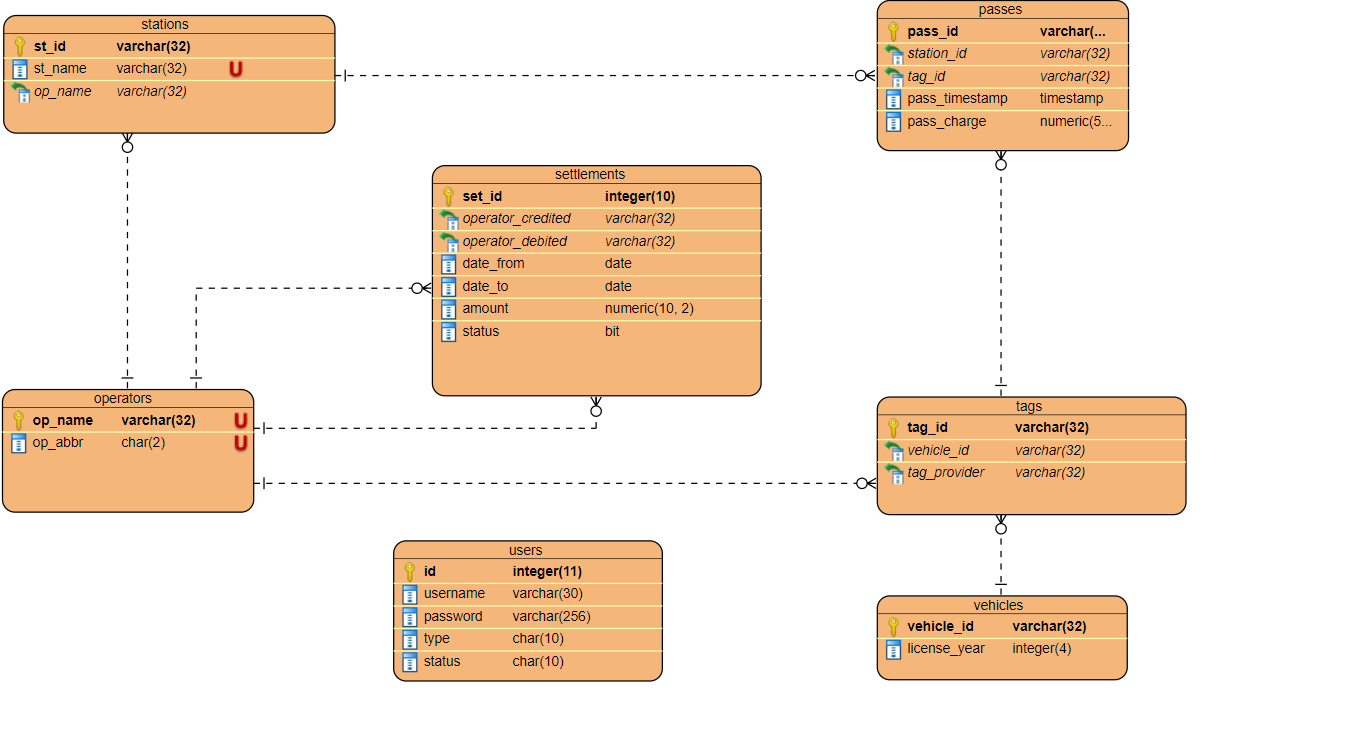 stations
st_id varchar(32)
st_name varchar(32) U
op_name varchar(32)
passes
pass_id varchar(...
station_id varchar(32)
tag_id varchar(32)
pass_timestamp timestamp
pass_charge numeric(5...
settlements
set_id integer(10)
operator_credited varchar(32)
operator_debited varchar(32)
date_from date
date_to date
amount numeric(10, 2)
status bit
operators
op_name varchar(32) U
op_abbr char(2) U
tags
tag_id varchar(32)
vehicle_id varchar(32)
tag_provider varchar(32)
users
id integer(11)
username varchar(30)
password varchar(256)
type char(10)
status char(10)
vehicles
vehicle_id varchar(32)
license_year integer(4)